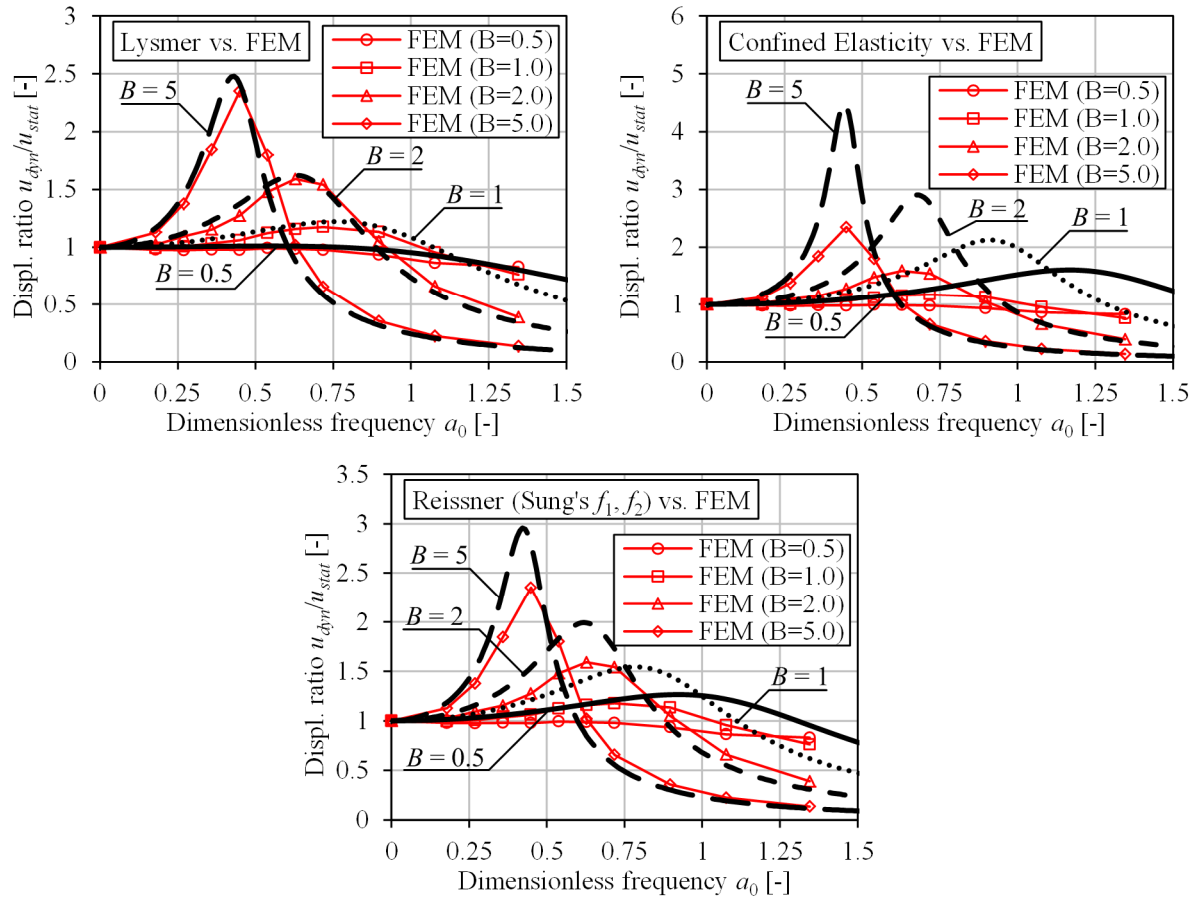 Lysmer vs. FEM
FEM (B=0.5)
FEM (B=1.0)
FEM (B=2.0)
FEM (B=5.0)
B = 5
B = 2
B = 1
B = 0.5
3
2.5
2
1.5
1
0.5
0
0 0.25 0.5 0.75 1 1.25 1.5
Displ. ratio u_dyn/u_stat [-]
Dimensionless frequency a_0 [-]
Confined Elasticity vs. FEM
FEM (B=0.5)
FEM (B=1.0)
FEM (B=2.0)
FEM (B=5.0)
B = 5
B = 2
B = 1
B = 0.5
6
5
4
3
2
1
0
0 0.25 0.5 0.75 1 1.25 1.5
Displ. ratio u_dyn/u_stat [-]
Dimensionless frequency a_0 [-]
Reissner (Sung's f_1, f_2) vs. FEM
FEM (B=0.5)
FEM (B=1.0)
FEM (B=2.0)
FEM (B=5.0)
B = 5
B = 2
B = 1
B = 0.5
3.5
3
2.5
2
1.5
1
0.5
0
0 0.25 0.5 0.75 1 1.25 1.5
Displ. ratio u_dyn/u_stat [-]
Dimensionless frequency a_0 [-]